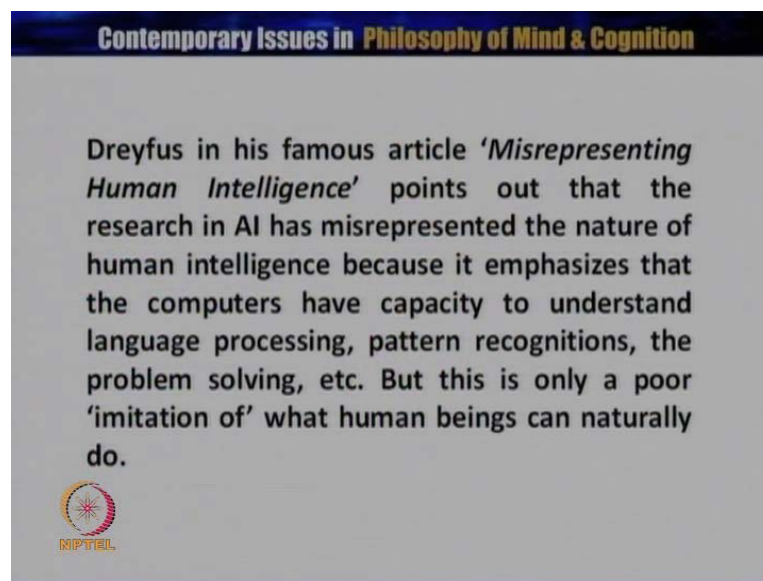 Contemporary Issues in Philosophy of Mind & Cognition
Dreyfus in his famous article ‘Misrepresenting
Human Intelligence’ points out that the
research in AI has misrepresented the nature of
human intelligence because it emphasizes that
the computers have capacity to understand
language processing, pattern recognitions, the
problem solving, etc. But this is only a poor
‘imitation of’ what human beings can naturally
do.
NPTEL